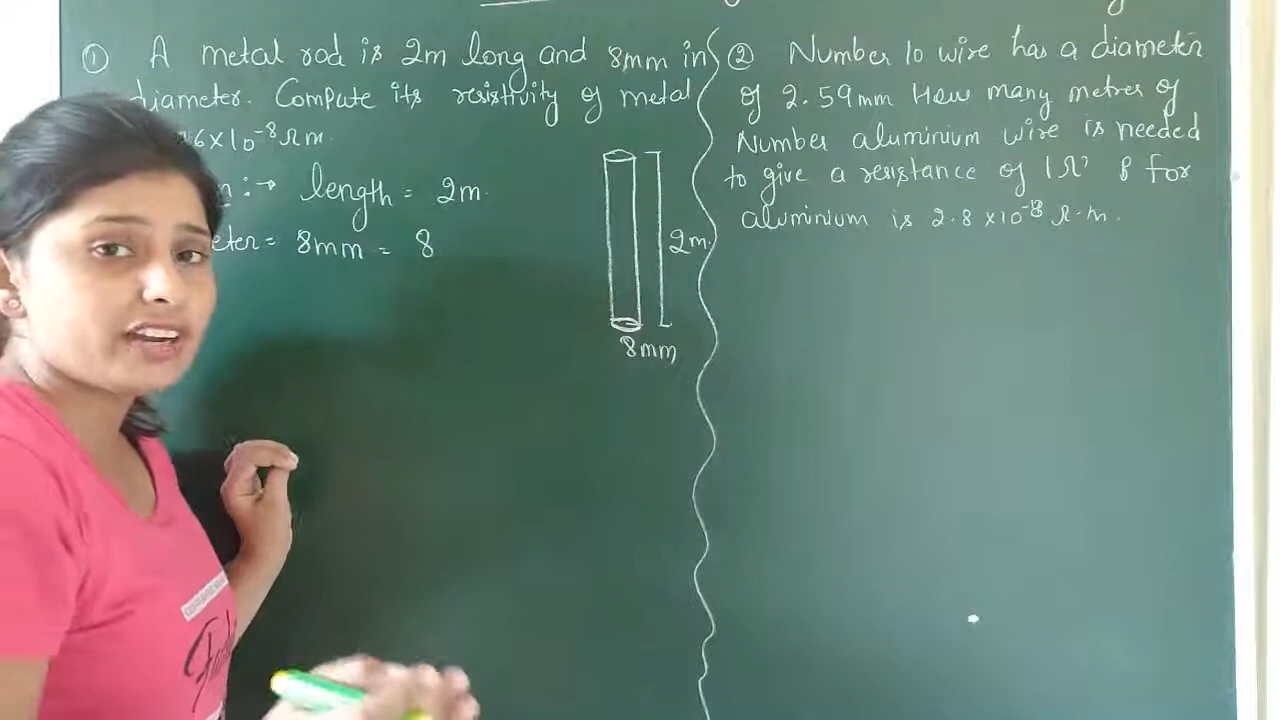 ① A metal rod is 2m long and 8mm in
diameter. Compute its resistivity of metal
6×10⁻⁸ Ωm
:→ length = 2m.
eter = 8mm = 8
2m.
8mm
② Number 10 wire has a diameter
of 2.59mm How many metres of
Number aluminium wire is needed
to give a resistance of 1Ω? ρ for
aluminium is 2.8 ×10⁻⁸ Ω.m.